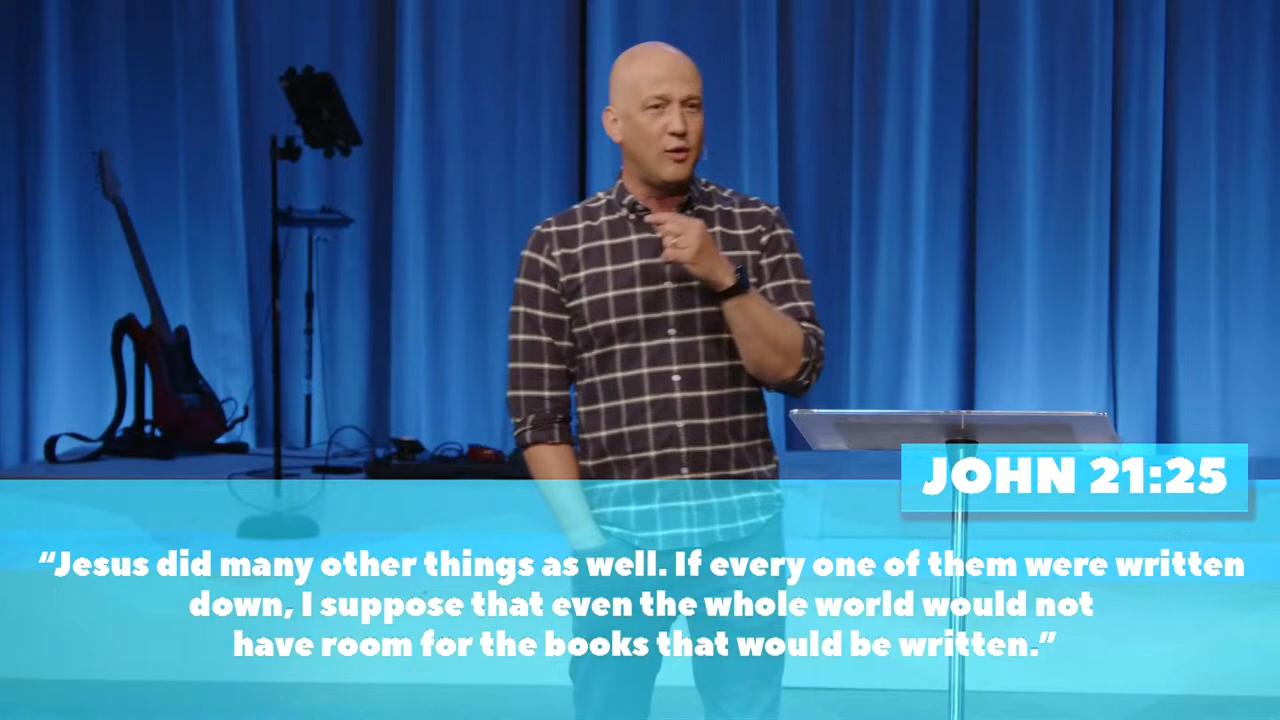 JOHN 21:25
“Jesus did many other things as well. If every one of them were written
down, I suppose that even the whole world would not
have room for the books that would be written.”